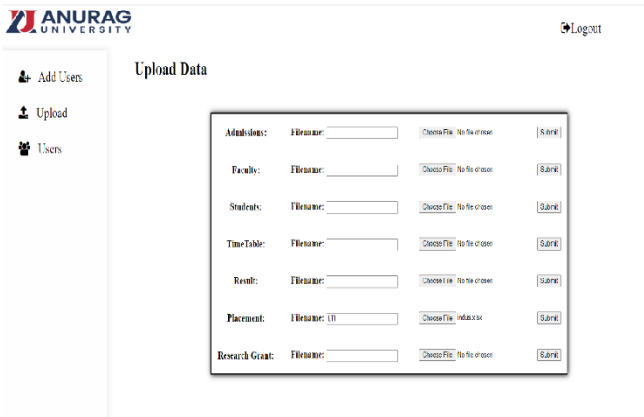 ANURAG
UNIVERSITY
Logout
Add Users
Upload
Users
Upload Data
Admissions: Filename: Choose File No file chosen Submit
Faculty: Filename: Choose File No file chosen Submit
Students: Filename: Choose File No file chosen Submit
TimeTable: Filename: Choose File No file chosen Submit
Result: Filename: Choose File No file chosen Submit
Placement: Filename: LTI Choose File indus.xlsx Submit
Research Grant: Filename: Choose File No file chosen Submit